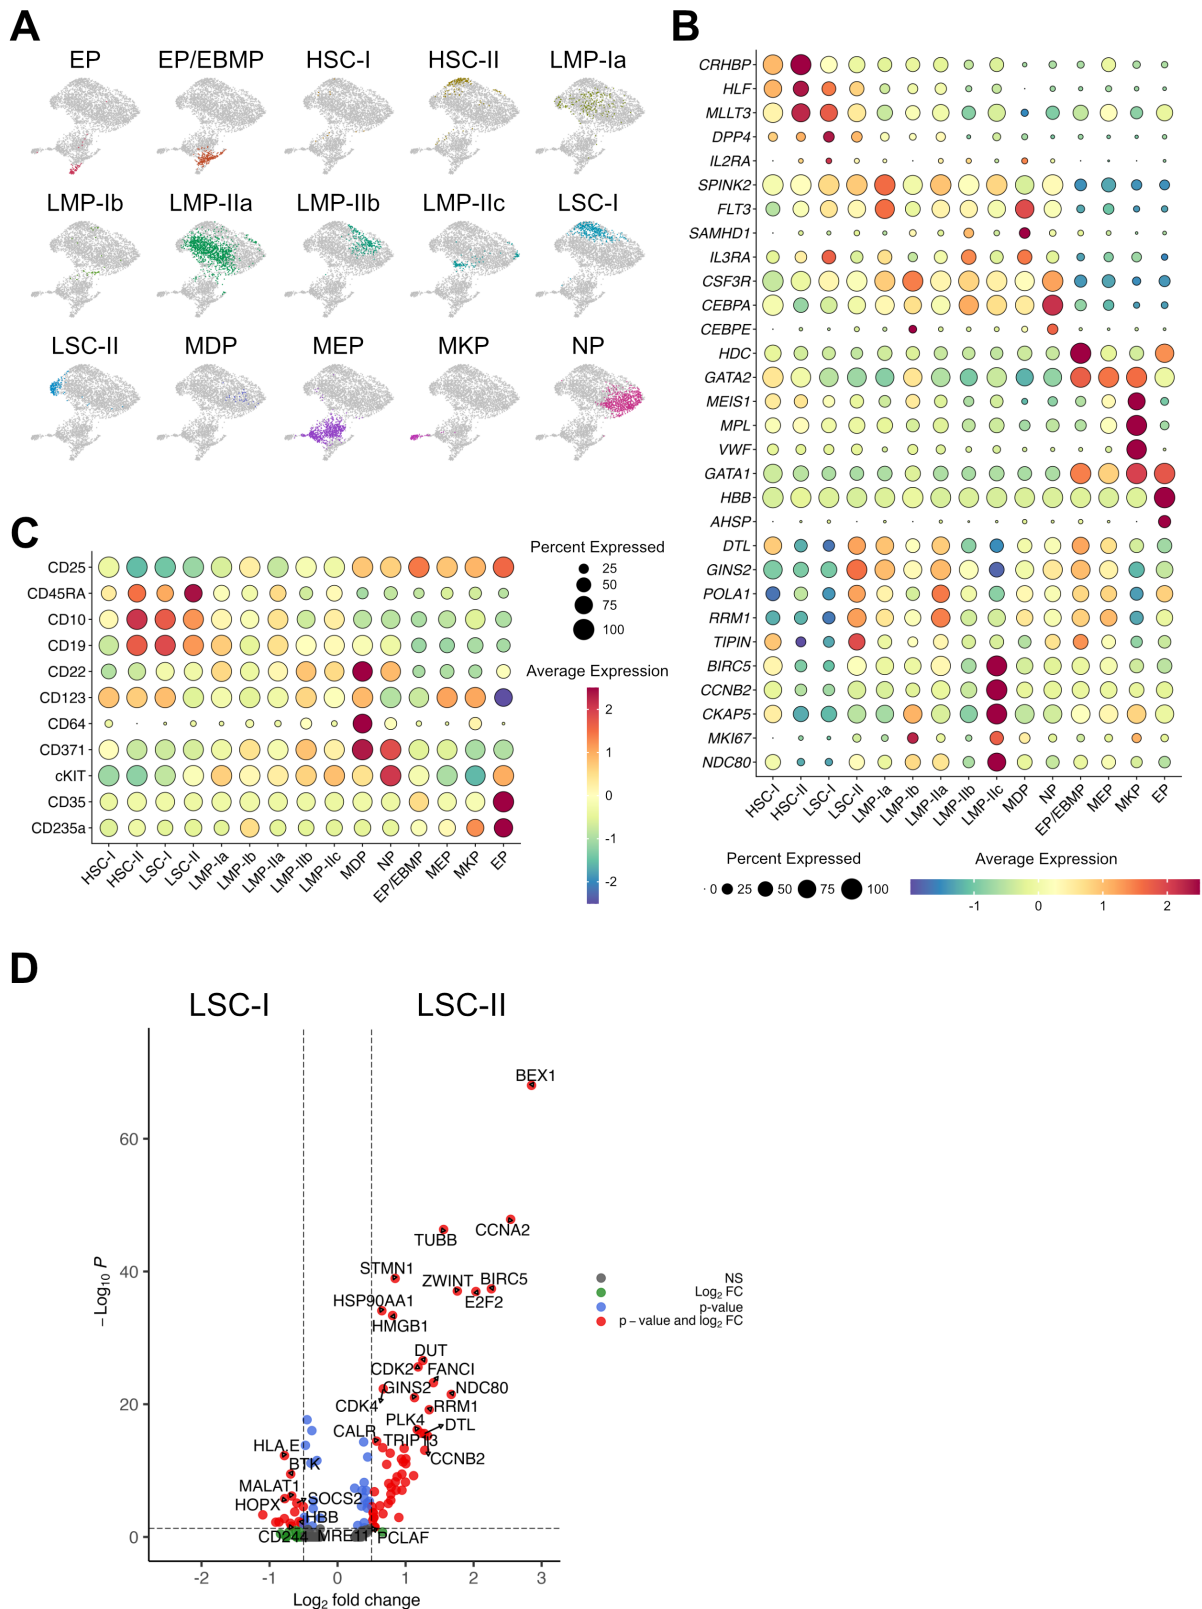 A
EP EP/EBMP HSC-I HSC-II LMP-Ia
LMP-Ib LMP-IIa LMP-IIb LMP-IIc LSC-I
LSC-II MDP MEP MKP NP
B
CRHBP
HLF
MLLT3
DPP4
IL2RA
SPINK2
FLT3
SAMHD1
IL3RA
CSF3R
CEBPA
CEBPE
HDC
GATA2
MEIS1
MPL
VWF
GATA1
HBB
AHSP
DTL
GINS2
POLA1
RRM1
TIPIN
BIRC5
CCNB2
CKAP5
MKI67
NDC80
HSC-I HSC-II LSC-I LSC-II LMP-Ia LMP-Ib LMP-IIa LMP-IIb LMP-IIc MDP NP EP/EBMP MEP MKP EP
Percent Expressed
0 25 50 75 100
Average Expression
-1 0 1 2
C
CD25
CD45RA
CD10
CD19
CD22
CD123
CD64
CD371
cKIT
CD35
CD235a
HSC-I HSC-II LSC-I LSC-II LMP-Ia LMP-Ib LMP-IIa LMP-IIb LMP-IIc MDP NP EP/EBMP MEP MKP EP
Percent Expressed
25
50
75
100
Average Expression
2
1
0
-1
-2
D
LSC-I LSC-II
BEX1
CCNA2
TUBB
STMN1
ZWINT BIRC5
HSP90AA1 E2F2
HMGB1
DUT
CDK2 FANCI
GINS2 NDC80
CDK4 RRM1
PLK4 DTL
CALR TRIP13
HLA.E CCNB2
BTK
MALAT1
HOPX SOCS2
HBB
CD244 MRE11 PCLAF
60
40
20
0
-Log10 P
-2 -1 0 1 2 3
Log2 fold change
NS
Log2 FC
p-value
p − value and log2 FC